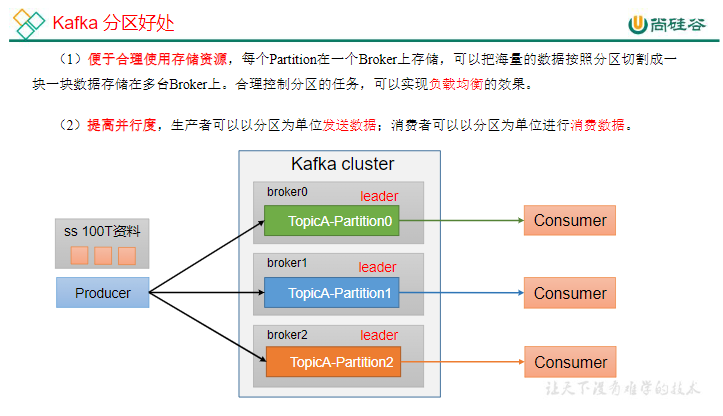 Kafka 分区好处
尚硅谷
（1）便于合理使用存储资源，每个Partition在一个Broker上存储，可以把海量的数据按照分区切割成一
块一块数据存储在多台Broker上。合理控制分区的任务，可以实现负载均衡的效果。
（2）提高并行度，生产者可以以分区为单位发送数据；消费者可以以分区为单位进行消费数据。
Kafka cluster
broker0
leader
TopicA-Partition0
Consumer
ss 100T资料
broker1
leader
Producer
TopicA-Partition1
Consumer
broker2
leader
TopicA-Partition2
Consumer
让天下没有难学的技术